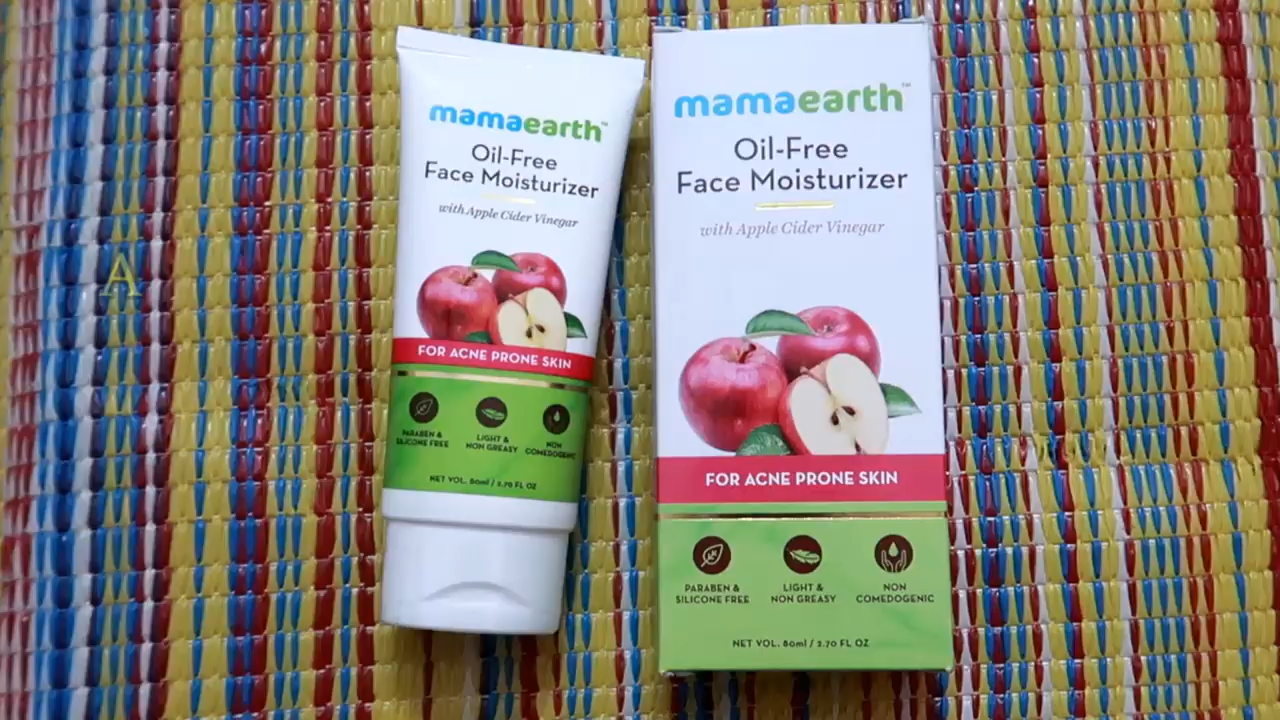 mamaearth™
Oil-Free
Face Moisturizer
with Apple Cider Vinegar
FOR ACNE PRONE SKIN
PARABEN &
SILICONE FREE
LIGHT &
NON GREASY
NON
COMEDOGENIC
NET VOL. 80ml / 2.70 FL OZ
mamaearth™
Oil-Free
Face Moisturizer
with Apple Cider Vinegar
FOR ACNE PRONE SKIN
PARABEN &
SILICONE FREE
LIGHT &
NON GREASY
NON
COMEDOGENIC
NET VOL. 80ml / 2.70 FL OZ
A